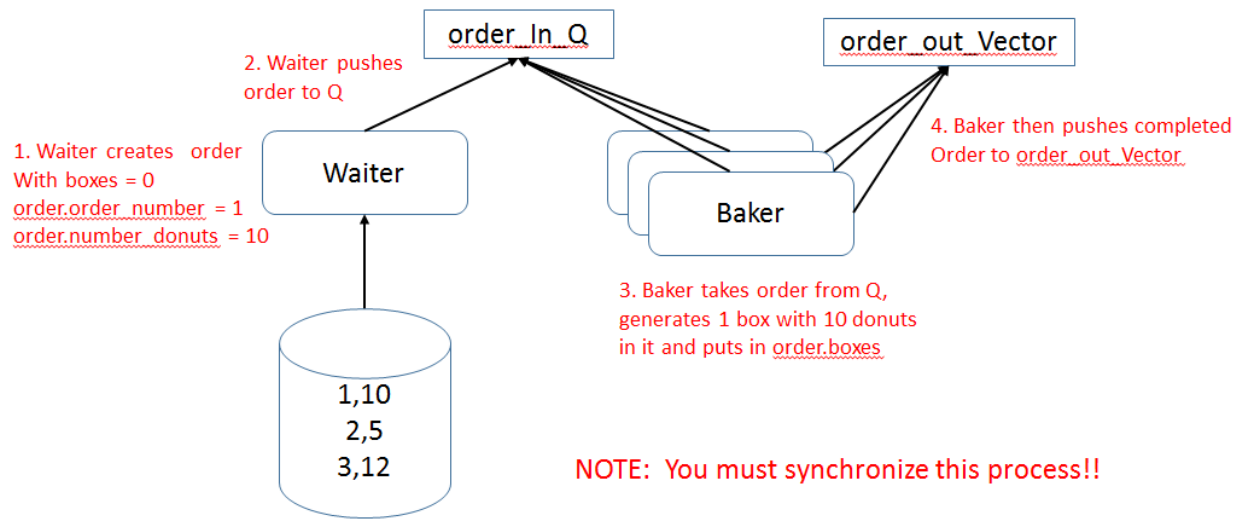 order_In_Q
order_out_Vector
2. Waiter pushes
order to Q
1. Waiter creates order
With boxes = 0
order.order_number = 1
order.number_donuts = 10
Waiter
Baker
4. Baker then pushes completed
Order to order_out_Vector
3. Baker takes order from Q,
generates 1 box with 10 donuts
in it and puts in order.boxes
1,10
2,5
3,12
NOTE: You must synchronize this process!!